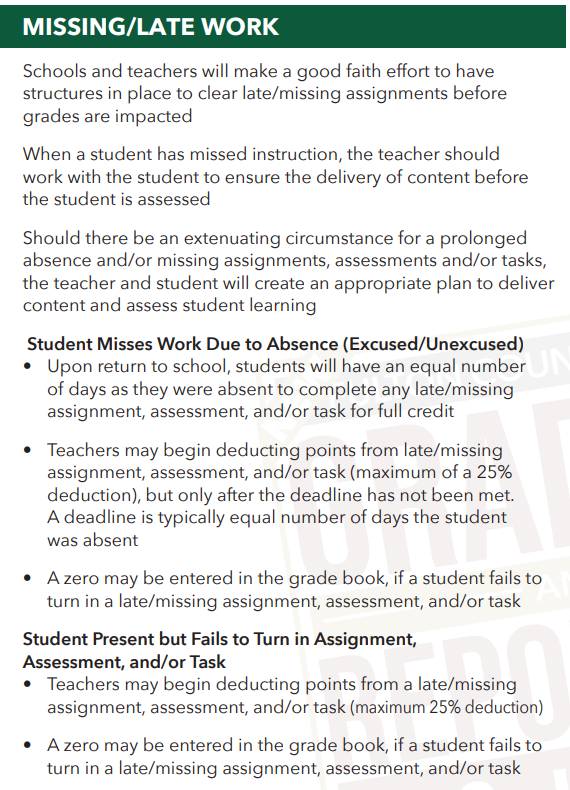 MISSING/LATE WORK
Schools and teachers will make a good faith effort to have
structures in place to clear late/missing assignments before
grades are impacted
When a student has missed instruction, the teacher should
work with the student to ensure the delivery of content before
the student is assessed
Should there be an extenuating circumstance for a prolonged
absence and/or missing assignments, assessments and/or tasks,
the teacher and student will create an appropriate plan to deliver
content and assess student learning
Student Misses Work Due to Absence (Excused/Unexcused)
• Upon return to school, students will have an equal number
of days as they were absent to complete any late/missing
assignment, assessment, and/or task for full credit
• Teachers may begin deducting points from late/missing
assignment, assessment, and/or task (maximum of a 25%
deduction), but only after the deadline has not been met.
A deadline is typically equal number of days the student
was absent
• A zero may be entered in the grade book, if a student fails to
turn in a late/missing assignment, assessment, and/or task
Student Present but Fails to Turn in Assignment,
Assessment, and/or Task
• Teachers may begin deducting points from a late/missing
assignment, assessment, and/or task (maximum 25% deduction)
• A zero may be entered in the grade book, if a student fails to
turn in a late/missing assignment, assessment, and/or task